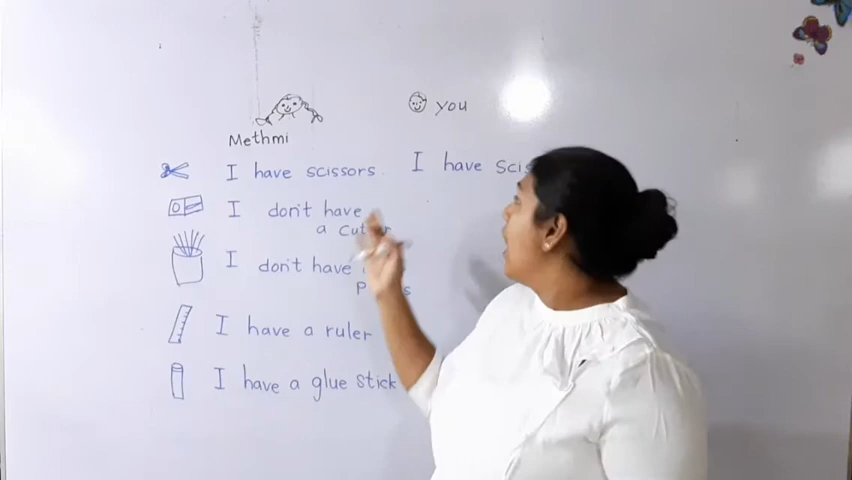 you
Methmi
I have scissors
I have
I don't have
a
I don't have
I have a ruler
I have a glue stick